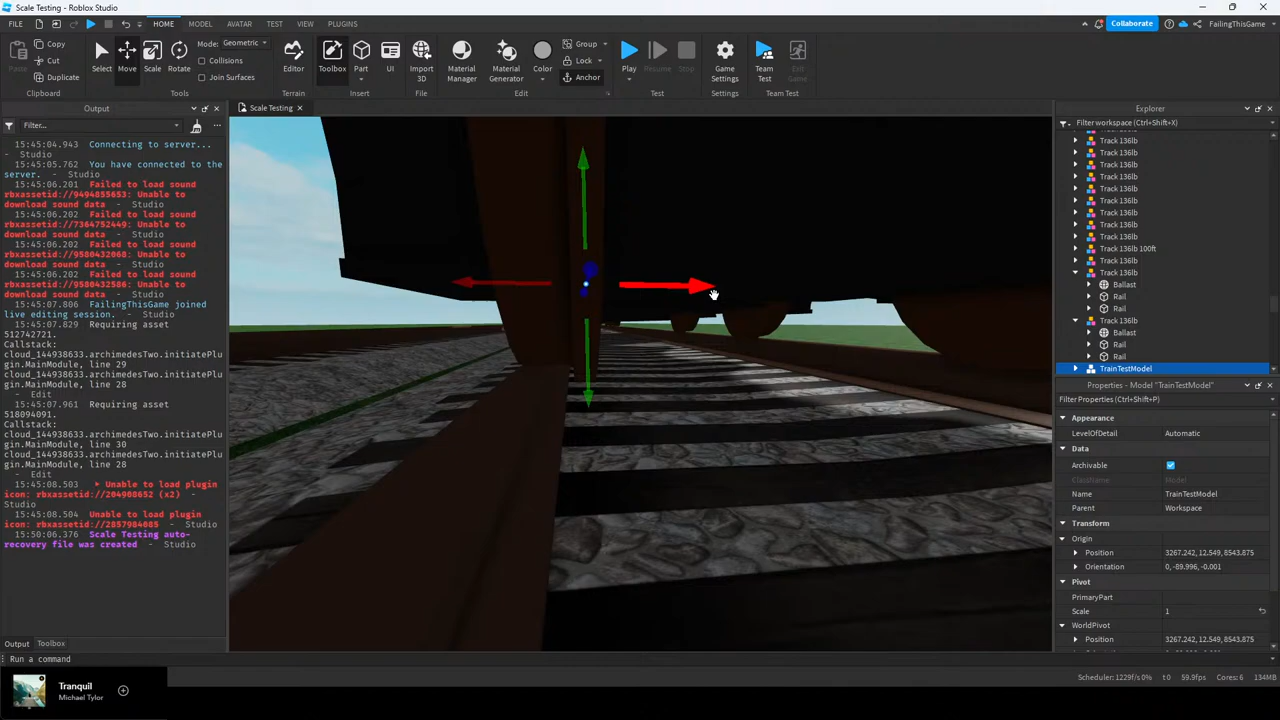 Scale Testing - Roblox Studio
FILE
HOME
MODEL
AVATAR
TEST
VIEW
PLUGINS
Collaborate
FailingThisGame
Paste
Copy
Cut
Duplicate
Clipboard
Select
Move
Scale
Rotate
Mode: Geometric
Collisions
Join Surfaces
Tools
Editor
Terrain
Toolbox
Part
UI
Insert
Import
3D
File
Material
Manager
Material
Generator
Color
Group
Lock
Anchor
Edit
Play
Resume
Stop
Test
Game
Settings
Settings
Team
Test
Exit
Game
Team Test
Output
Filter...
15:45:04.943 Connecting to server...
- Studio
15:45:05.762 You have connected to the
server. - Studio
15:45:06.201 Failed to load sound
rbxassetid://9494855653: Unable to
download sound data - Studio
15:45:06.202 Failed to load sound
rbxassetid://7364752449: Unable to
download sound data - Studio
15:45:06.202 Failed to load sound
rbxassetid://9580432068: Unable to
download sound data - Studio
15:45:06.202 Failed to load sound
rbxassetid://9580432586: Unable to
download sound data - Studio
15:45:07.806 FailingThisGame joined
live editing session. - Studio
15:45:07.829 Requiring asset
512742721.
Callstack:
cloud_144938633.archimedesTwo.initiatePlu
gin.MainModule, line 29
cloud_144938633.archimedesTwo.initiatePlu
gin.MainModule, line 28
- Edit
15:45:07.961 Requiring asset
518094091.
Callstack:
cloud_144938633.archimedesTwo.initiatePlu
gin.MainModule, line 30
cloud_144938633.archimedesTwo.initiatePlu
gin.MainModule, line 28
- Edit
15:45:08.503 Unable to load plugin
icon: rbxassetid://204908652 (x2) -
Studio
15:45:08.504 Unable to load plugin
icon: rbxassetid://2857984085 - Studio
15:50:06.376 Scale Testing auto-
recovery file was created - Studio
Output
Toolbox
Run a command
Scale Testing
Explorer
Filter workspace (Ctrl+Shift+X)
Track 136lb
Track 136lb
Track 136lb
Track 136lb
Track 136lb
Track 136lb
Track 136lb
Track 136lb
Track 136lb
Track 136lb
Track 136lb 100ft
Track 136lb
Track 136lb
Ballast
Rail
Rail
Track 136lb
Ballast
Rail
Rail
TrainTestModel
Properties - Model "TrainTestModel"
Filter Properties (Ctrl+Shift+P)
Appearance
LevelOfDetail Automatic
Data
Archivable
ClassName Model
Name TrainTestModel
Parent Workspace
Transform
Origin
Position 3267.242, 12.549, 8543.875
Orientation 0, -89.996, -0.001
Pivot
PrimaryPart
Scale 1
WorldPivot
Position 3267.242, 12.549, 8543.875
Scheduler: 1229f/s 0% t:0 59.9fps Cores: 6 134MB
Tranquil
Michael Tylor